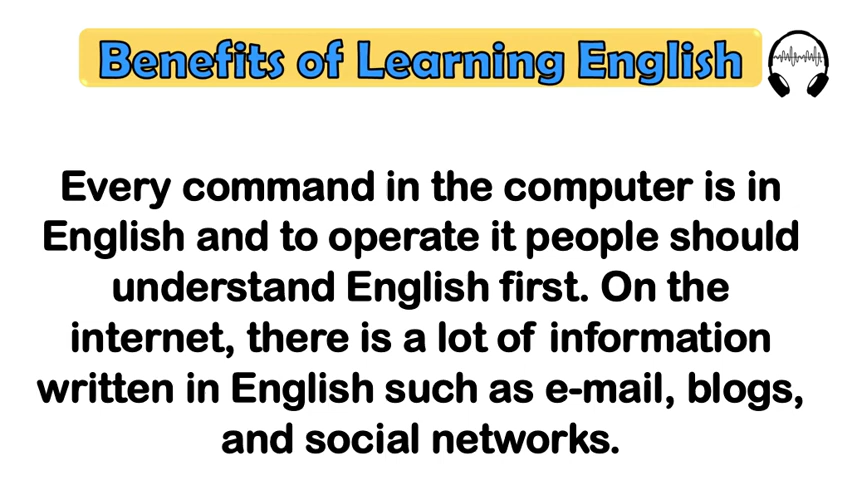 Benefits of Learning English
Every command in the computer is in
English and to operate it people should
understand English first. On the
internet, there is a lot of information
written in English such as e-mail, blogs,
and social networks.